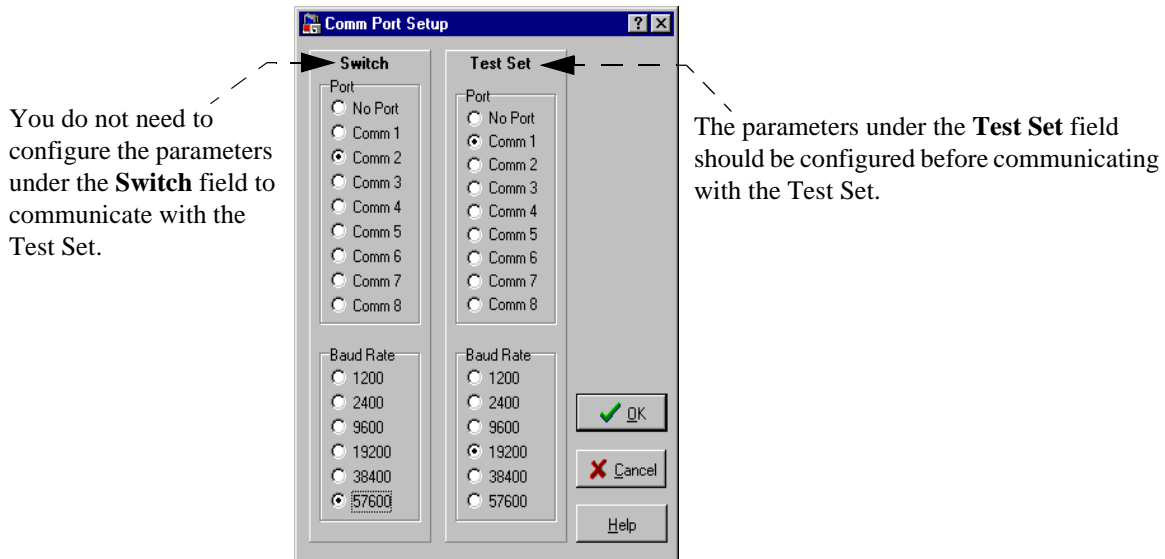 Comm Port Setup
You do not need to
configure the parameters
under the Switch field to
communicate with the
Test Set.
Switch
Port
No Port
Comm 1
Comm 2
Comm 3
Comm 4
Comm 5
Comm 6
Comm 7
Comm 8
Baud Rate
1200
2400
9600
19200
38400
57600
Test Set
Port
No Port
Comm 1
Comm 2
Comm 3
Comm 4
Comm 5
Comm 6
Comm 7
Comm 8
Baud Rate
1200
2400
9600
19200
38400
57600
OK
Cancel
Help
The parameters under the Test Set field
should be configured before communicating
with the Test Set.